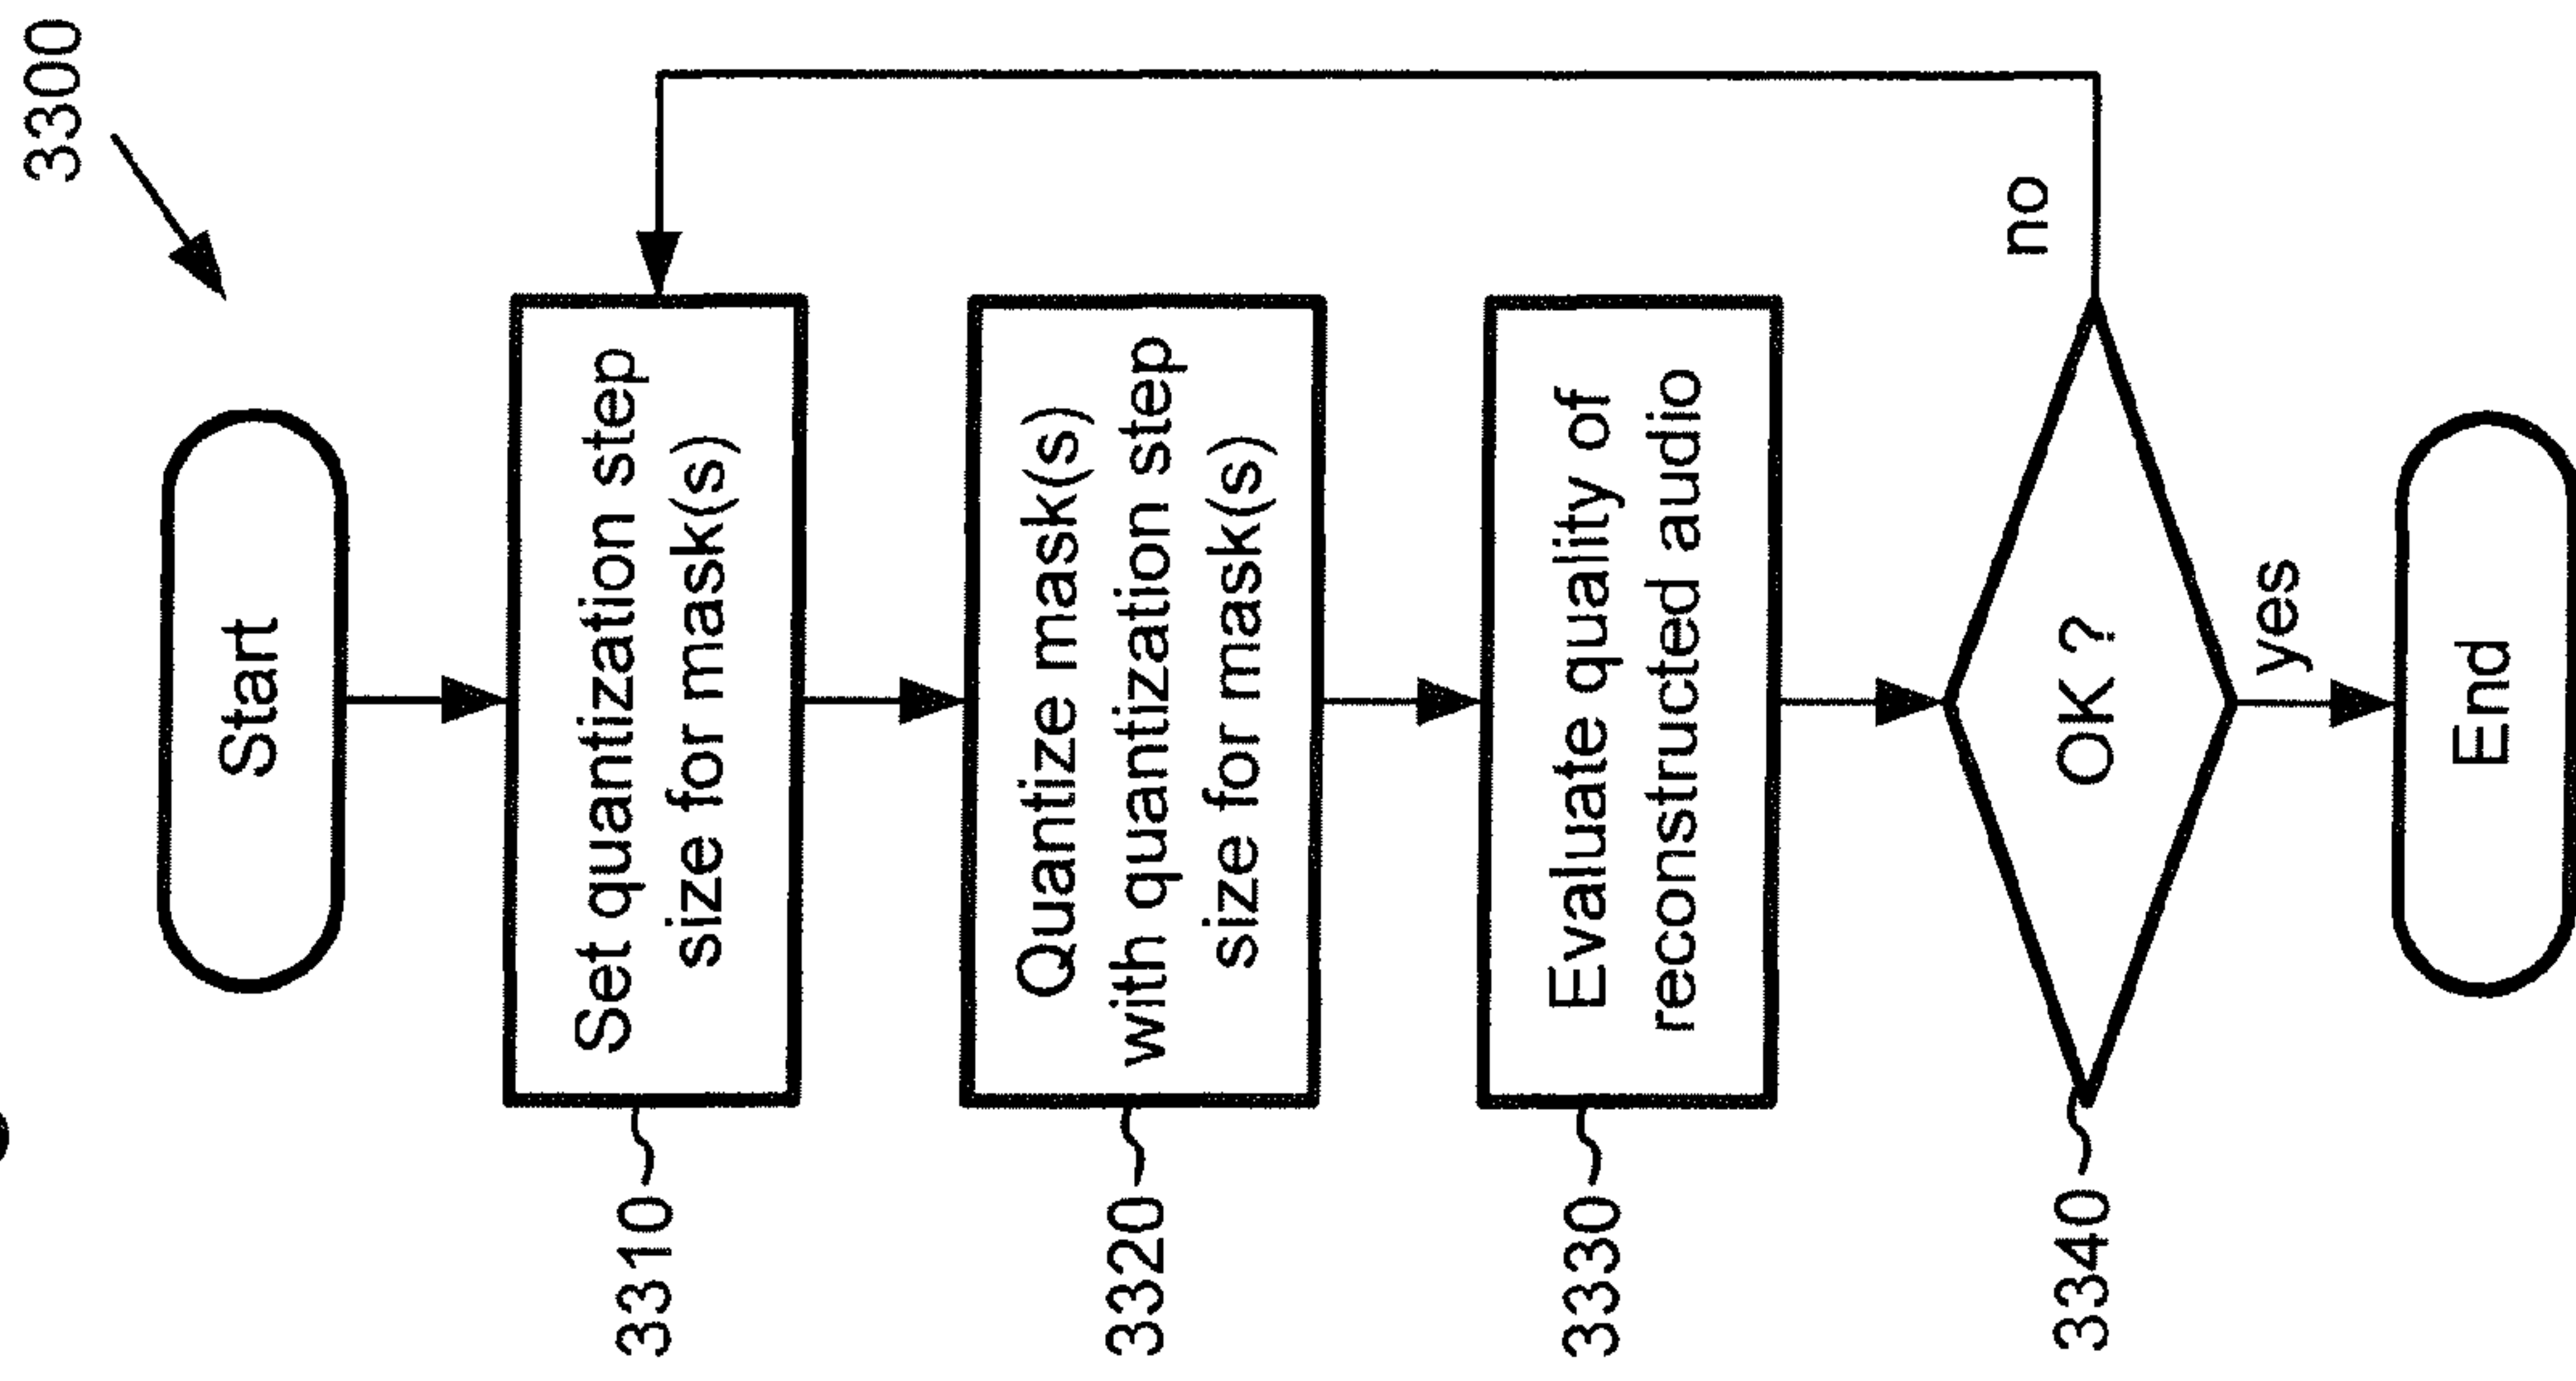 3300
Start
Set quantization step
size for mask(s)
3310
Quantize mask(s)
with quantization step
size for mask(s)
3320
Evaluate quality of
reconstructed audio
3330
OK ?
no
3340
yes
End